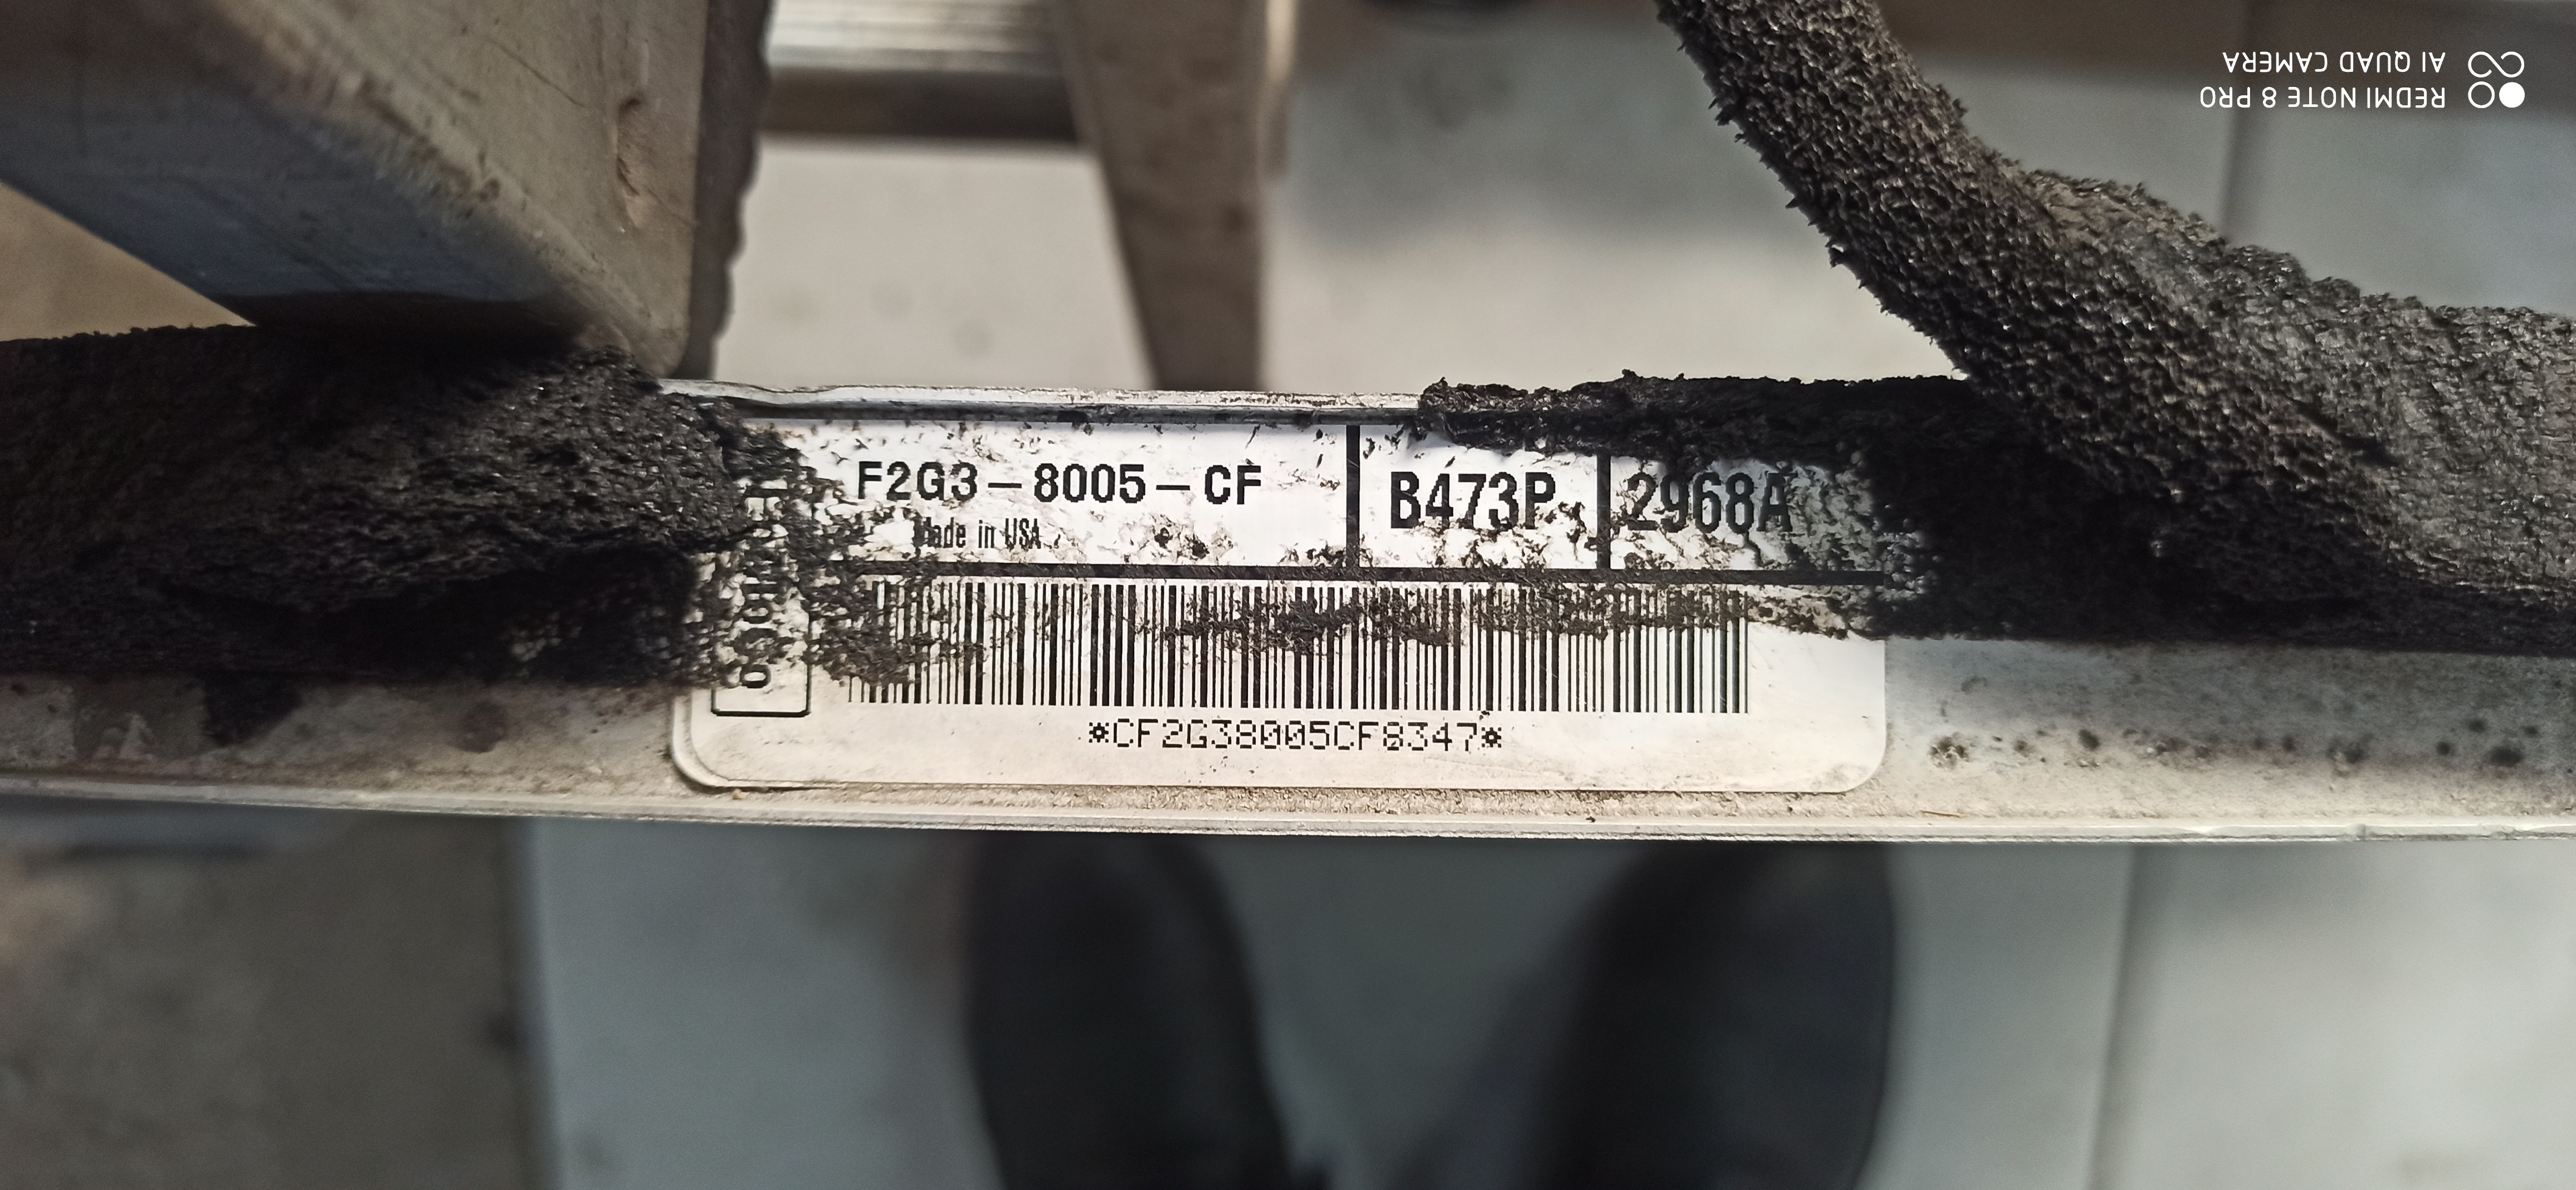 F2G3-8005-CF
Made in USA
B473P
2968A
*CF2G38005CF8347*
REDMI NOTE 8 PRO
AI QUAD CAMERA